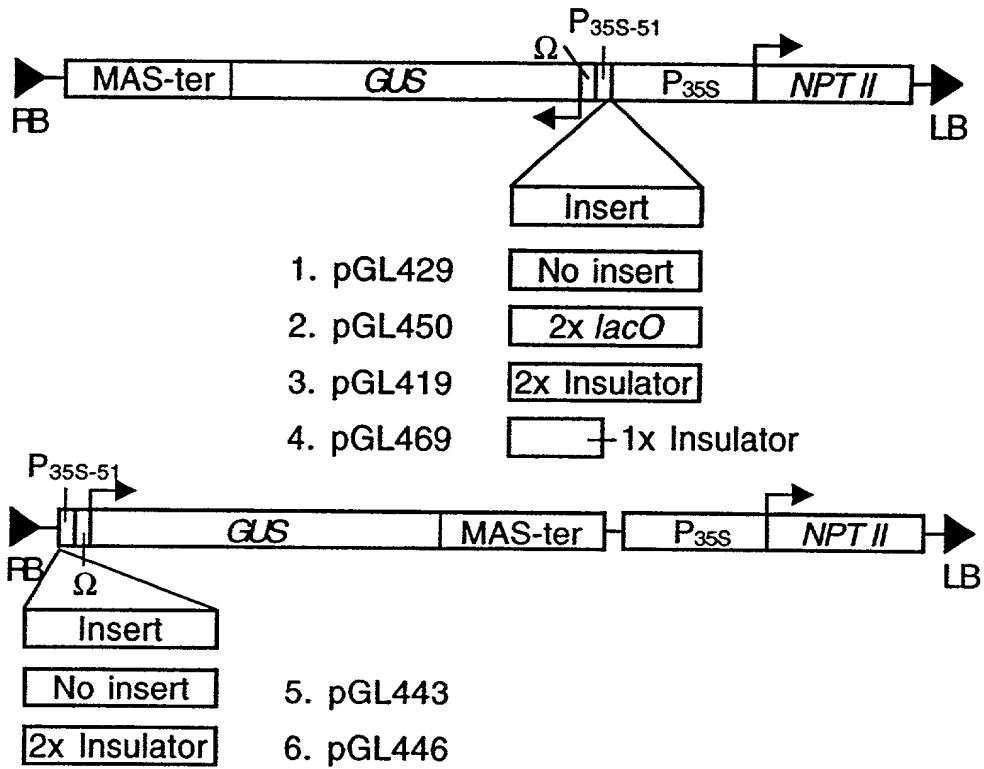 P35S-51
Ω
MAS-ter GUS P35S NPT II
RB LB
Insert
1. pGL429 No insert
2. pGL450 2x lacO
3. pGL419 2x Insulator
4. pGL469 1x Insulator
P35S-51
GUS MAS-ter P35S NPT II
RB Ω LB
Insert
No insert 5. pGL443
2x Insulator 6. pGL446